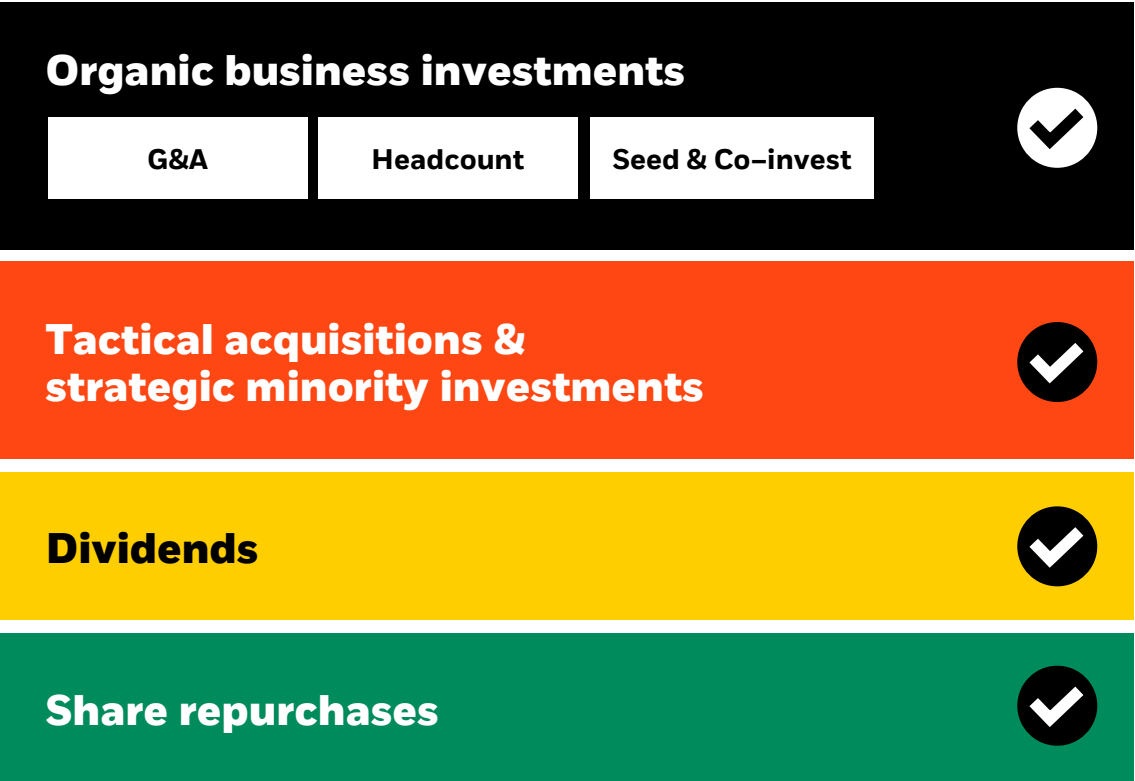 Organic business investments
G&A
Headcount
Seed & Co–invest
Tactical acquisitions &
strategic minority investments
Dividends
Share repurchases